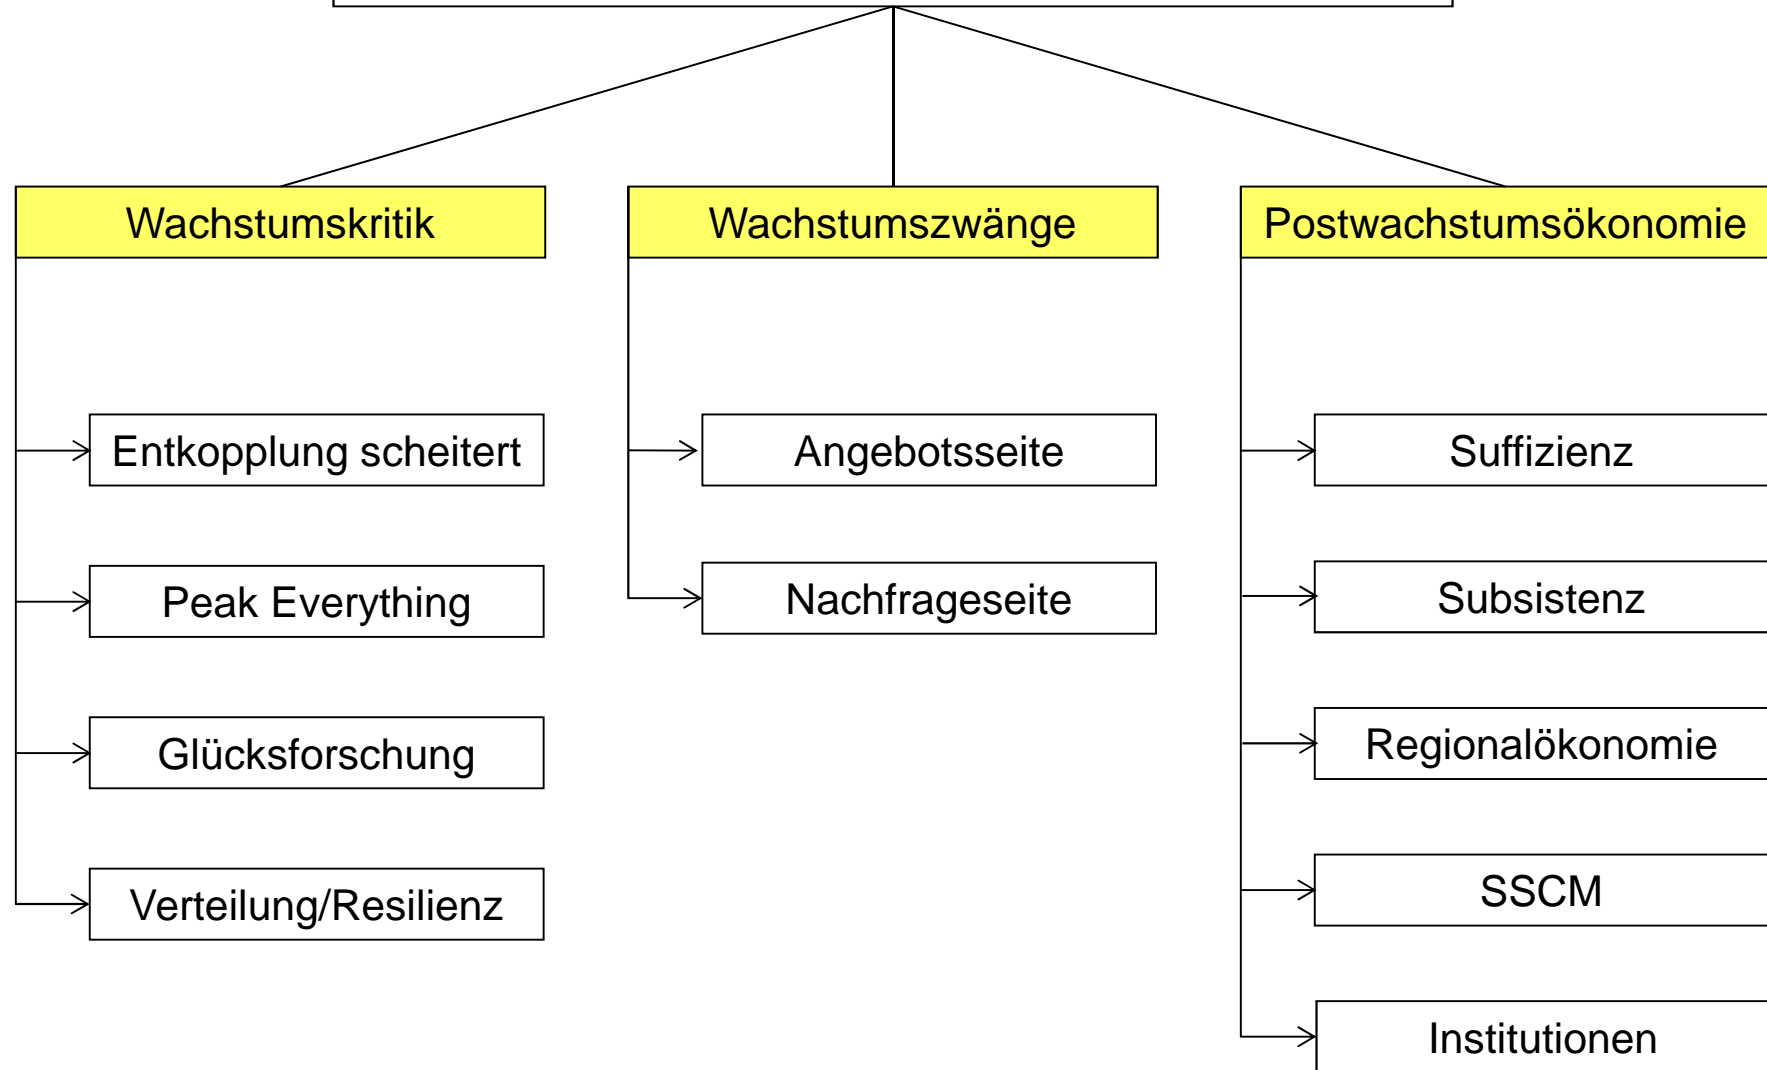 Wachstumskritik
Wachstumszwänge
Postwachstumsökonomie
Entkopplung scheitert
Peak Everything
Glücksforschung
Verteilung/Resilienz
Angebotsseite
Nachfrageseite
Suffizienz
Subsistenz
Regionalökonomie
SSCM
Institutionen